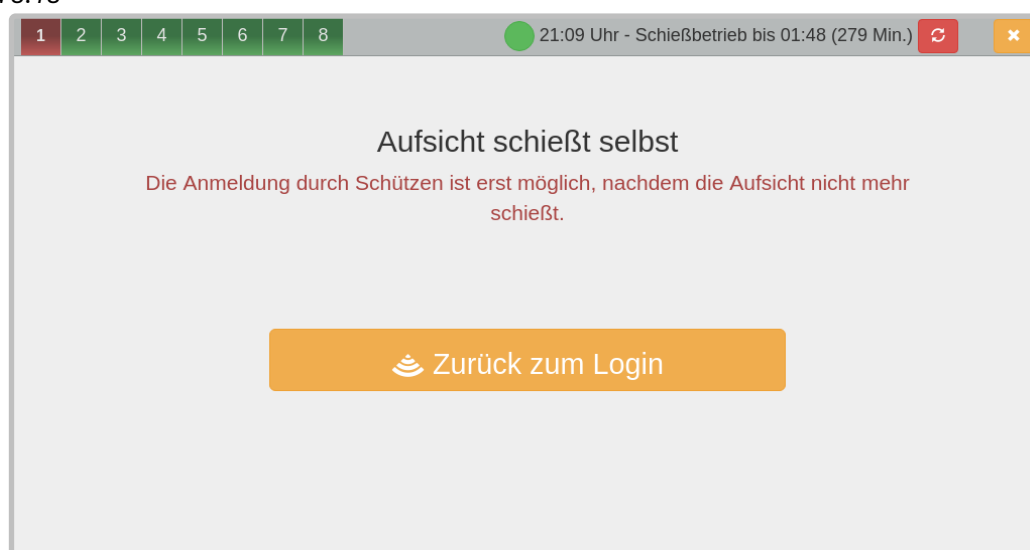 1 2 3 4 5 6 7 8 21:09 Uhr - Schießbetrieb bis 01:48 (279 Min.)
Aufsicht schießt selbst
Die Anmeldung durch Schützen ist erst möglich, nachdem die Aufsicht nicht mehr
schießt.
Zurück zum Login